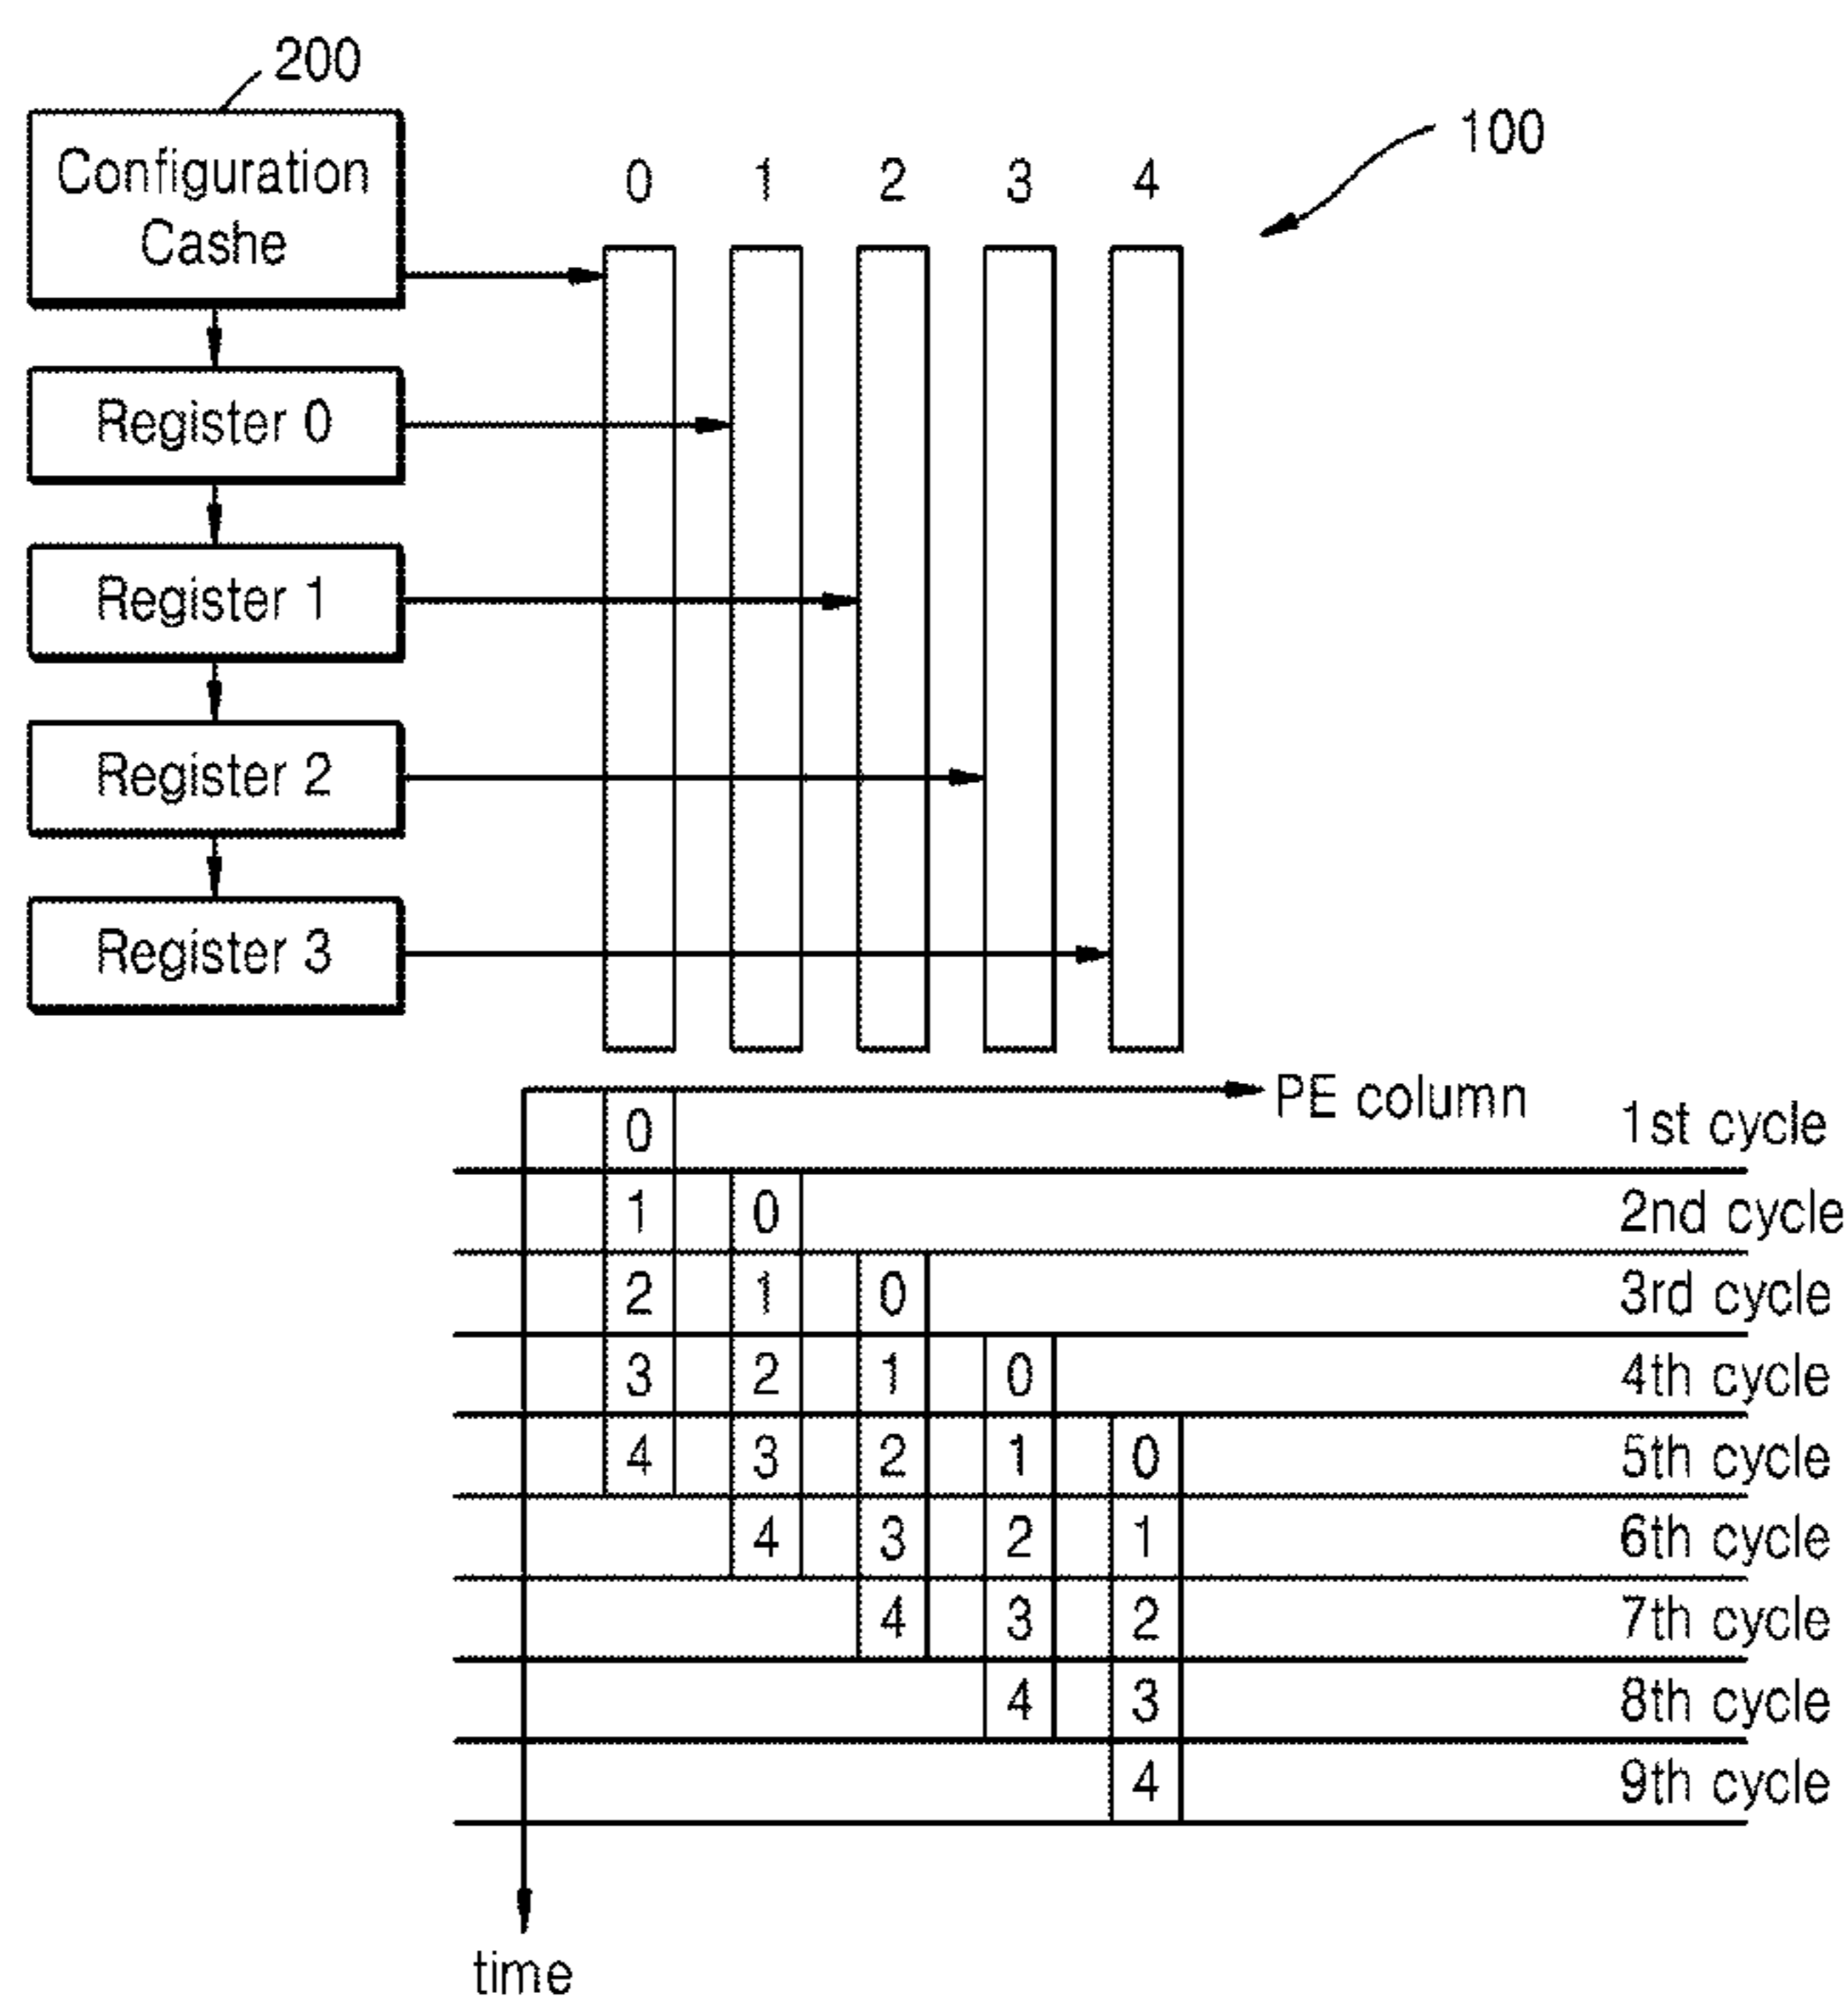 200
Configuration
Cashe
100
0 1 2 3 4
Register 0
Register 1
Register 2
Register 3
PE column
0 1st cycle
1 0 2nd cycle
2 1 0 3rd cycle
3 2 1 0 4th cycle
4 3 2 1 0 5th cycle
4 3 2 1 6th cycle
4 3 2 7th cycle
4 3 8th cycle
4 9th cycle
time